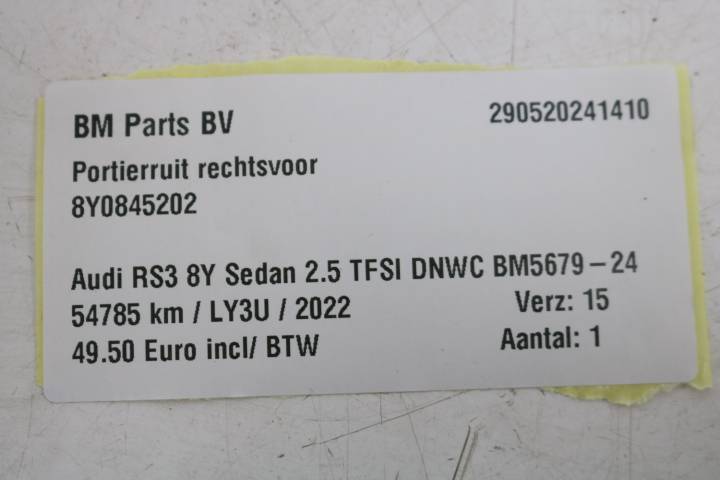 BM Parts BV 290520241410
Portierruit rechtsvoor
8Y0845202
Audi RS3 8Y Sedan 2.5 TFSI DNWC BM5679-24
54785 km / LY3U / 2022 Verz: 15
49.50 Euro incl/ BTW Aantal: 1